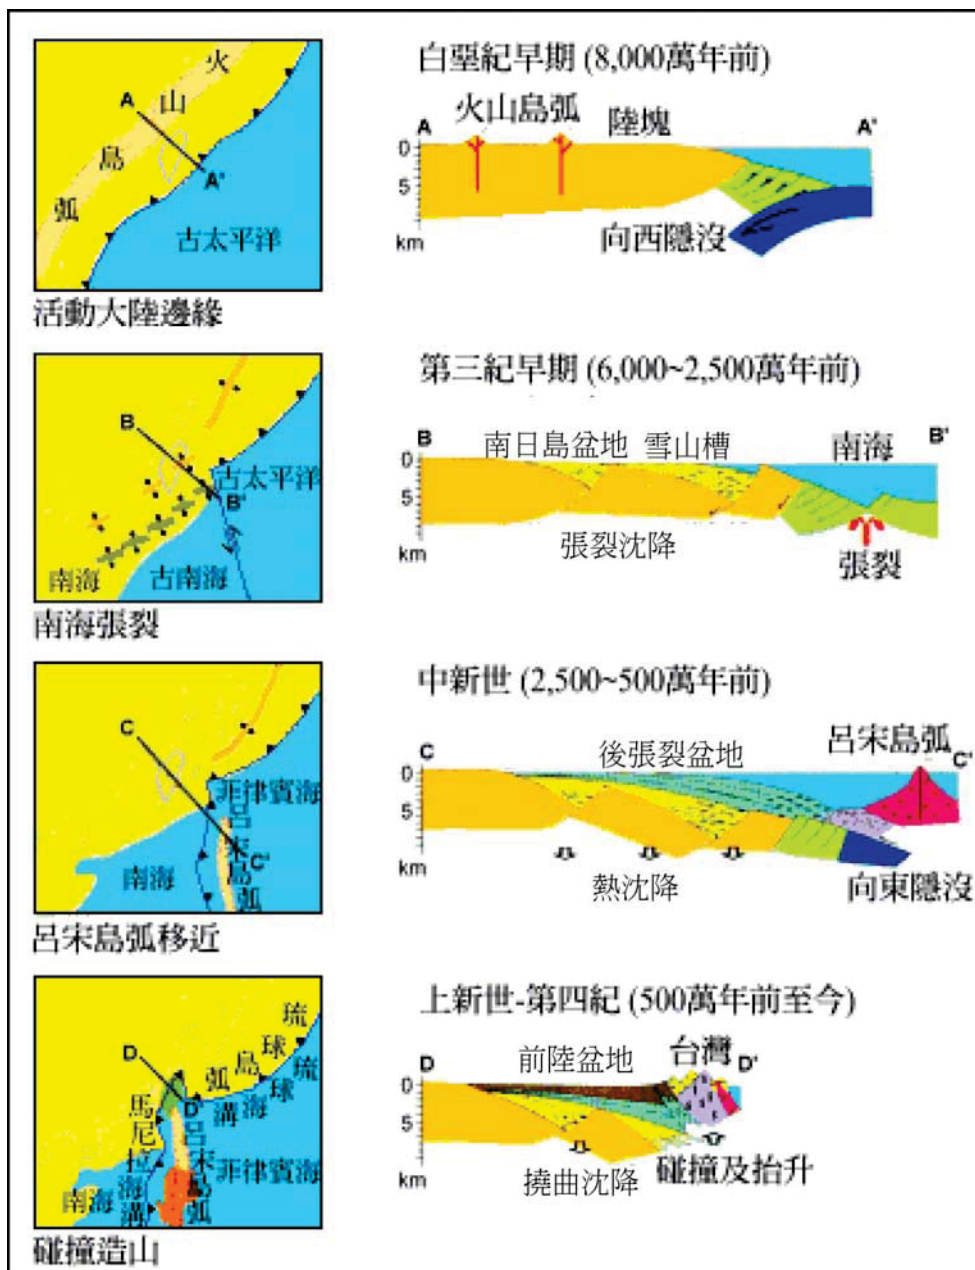 火
山
島
弧
A
A'
古太平洋
活動大陸邊緣
白堊紀早期 (8,000萬年前)
A
火山島弧
陸塊
A'
0
5
km
向西隱沒
B
古太平洋
B'
南海
古南海
南海張裂
第三紀早期 (6,000~2,500萬年前)
B
南日島盆地
雪山槽
南海
B'
0
5
km
張裂沈降
張裂
C
菲律賓海
呂宋島弧
C'
南海
呂宋島弧移近
中新世 (2,500~500萬年前)
C
後張裂盆地
呂宋島弧
C'
0
5
km
熱沈降
向東隱沒
D
D'
琉球島弧
琉球海溝
馬尼拉海溝
呂宋島弧
菲律賓海
南海
碰撞造山
上新世-第四紀 (500萬年前至今)
D
前陸盆地
台灣
D'
0
5
km
撓曲沈降
碰撞及抬升